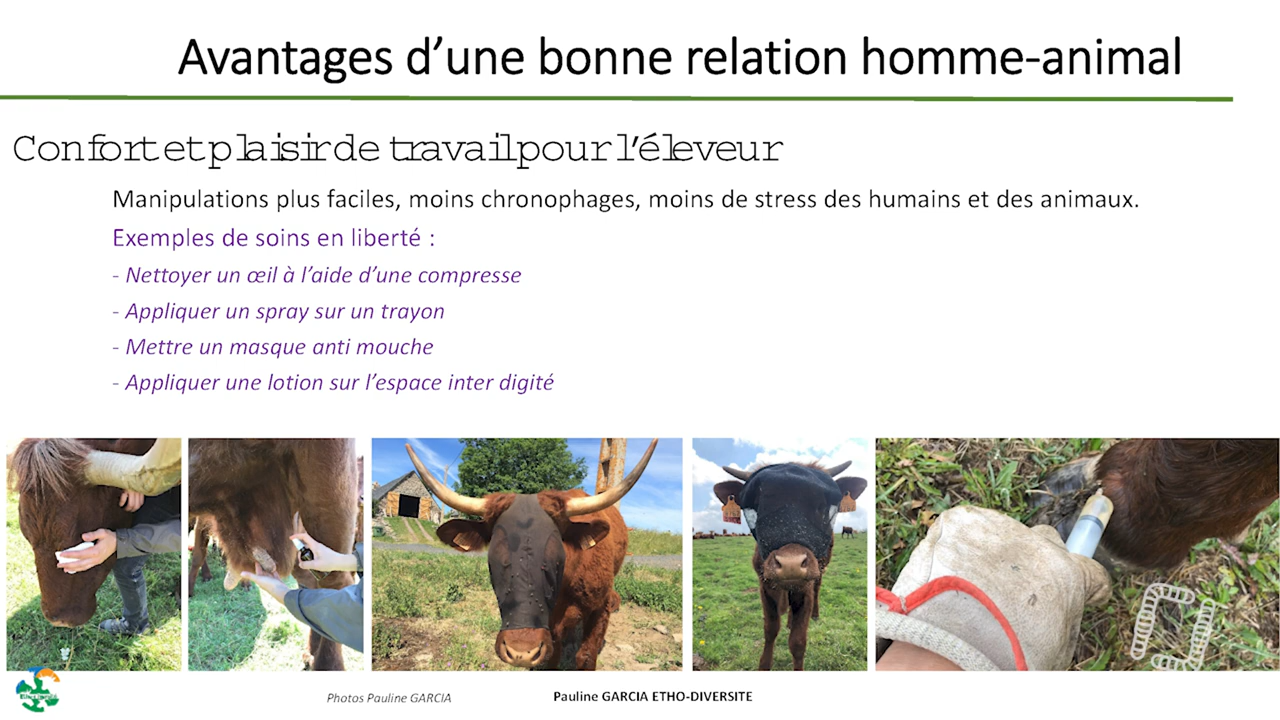 Avantages d’une bonne relation homme-animal
Confort et plaisir de travail pour l’éleveur
Manipulations plus faciles, moins chronophages, moins de stress des humains et des animaux.
Exemples de soins en liberté :
- Nettoyer un œil à l’aide d’une compresse
- Appliquer un spray sur un trayon
- Mettre un masque anti mouche
- Appliquer une lotion sur l’espace inter digité
Photos Pauline GARCIA
Pauline GARCIA ETHO-DIVERSITE